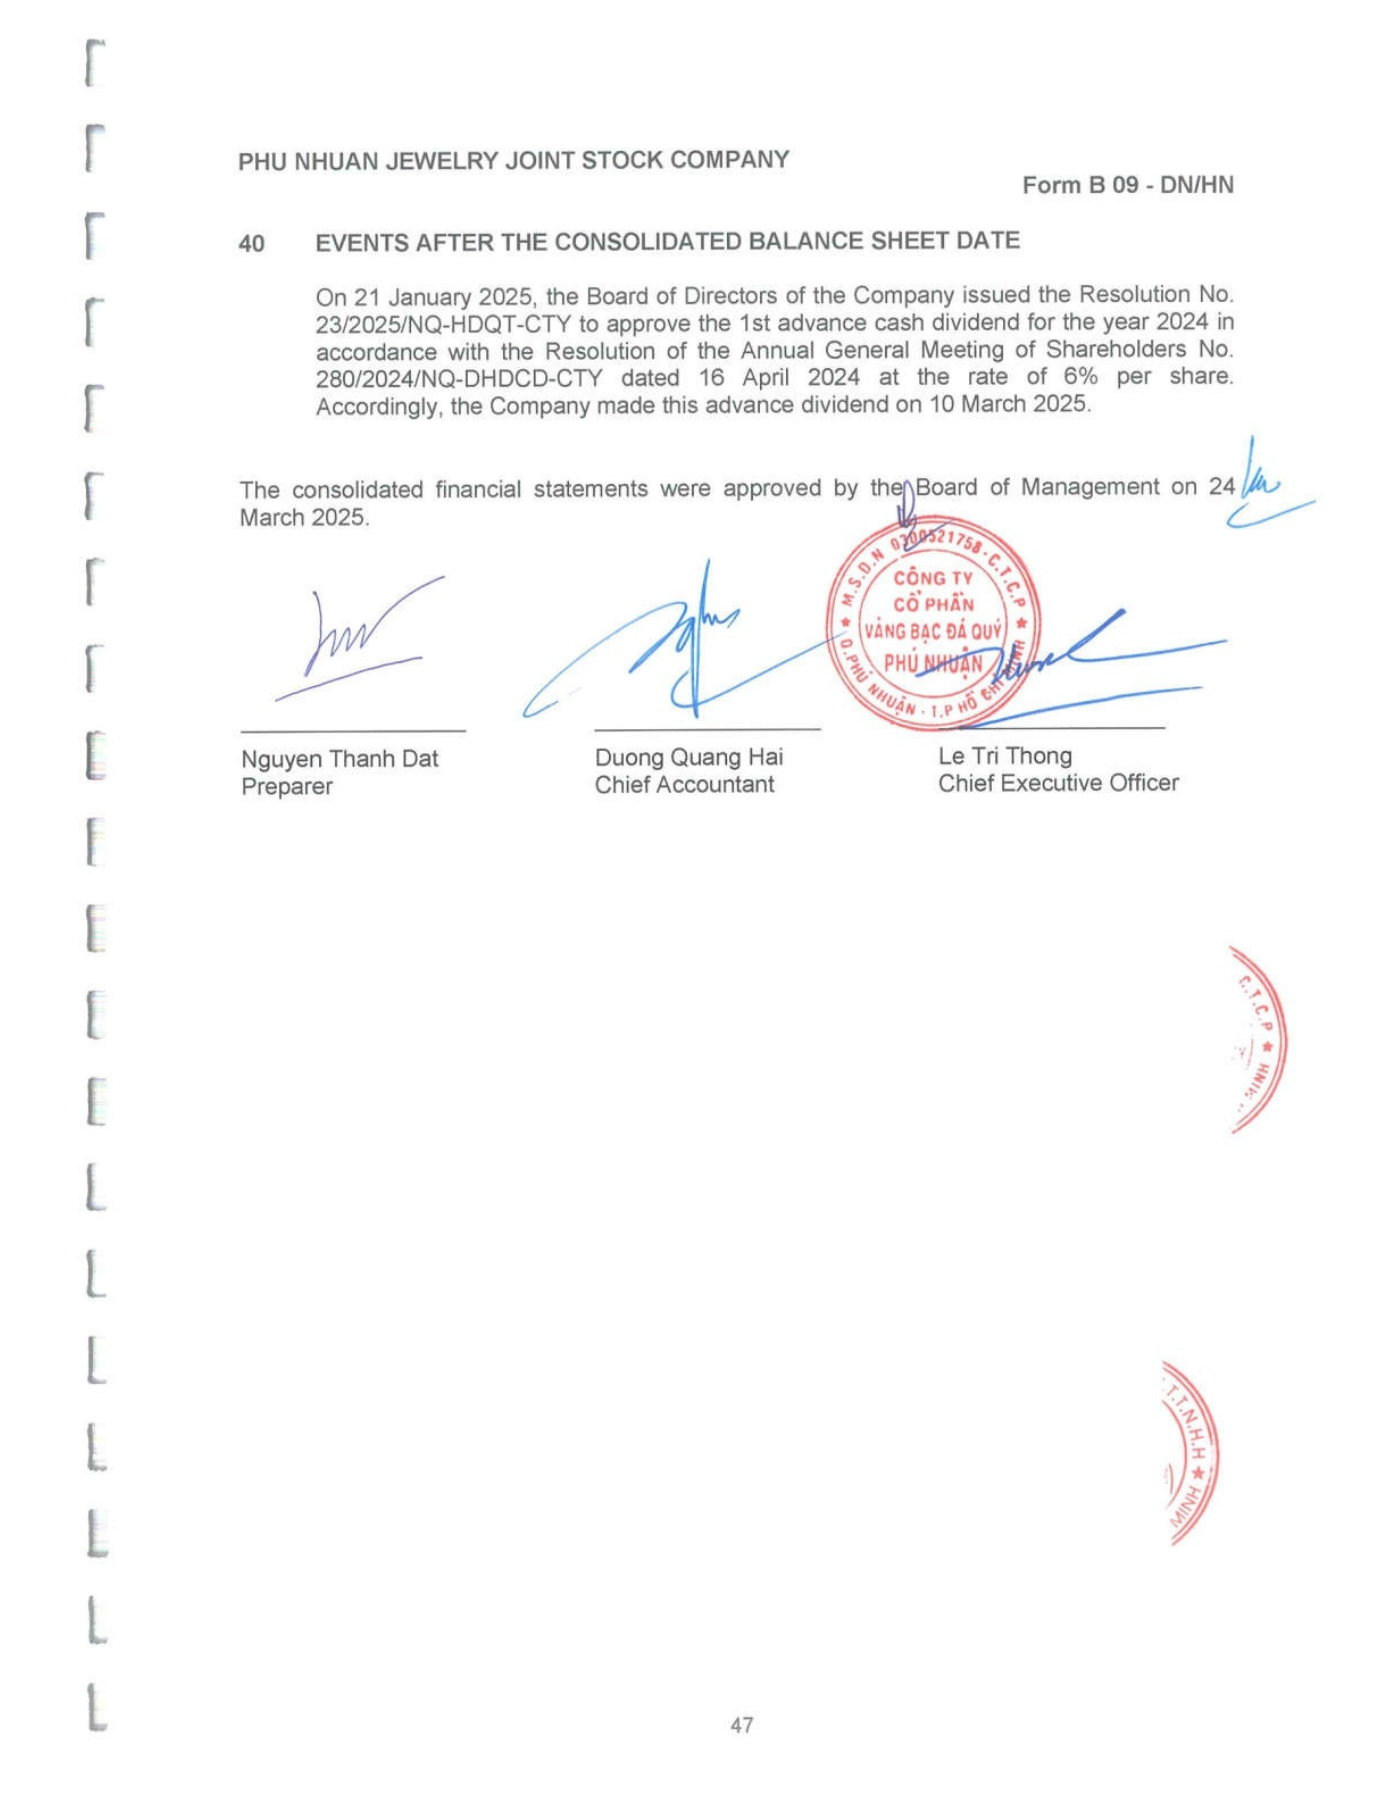 PHU NHUAN JEWELRY JOINT STOCK COMPANY
Form B 09 - DN/HN
40 EVENTS AFTER THE CONSOLIDATED BALANCE SHEET DATE
On 21 January 2025, the Board of Directors of the Company issued the Resolution No.
23/2025/NQ-HDQT-CTY to approve the 1st advance cash dividend for the year 2024 in
accordance with the Resolution of the Annual General Meeting of Shareholders No.
280/2024/NQ-DHDCD-CTY dated 16 April 2024 at the rate of 6% per share.
Accordingly, the Company made this advance dividend on 10 March 2025.
The consolidated financial statements were approved by the Board of Management on 24
March 2025.
M.S.D.N 0300521758-C.T.C.P
CÔNG TY
CỔ PHẦN
VÀNG BẠC ĐÁ QUÝ
PHÚ NHUẬN
Q.PHÚ NHUẬN - T.P HỒ CHÍ MINH
Nguyen Thanh Dat
Preparer
Duong Quang Hai
Chief Accountant
Le Tri Thong
Chief Executive Officer
C.T.C.P
MINH
T.T.N.H.H
MINH
47